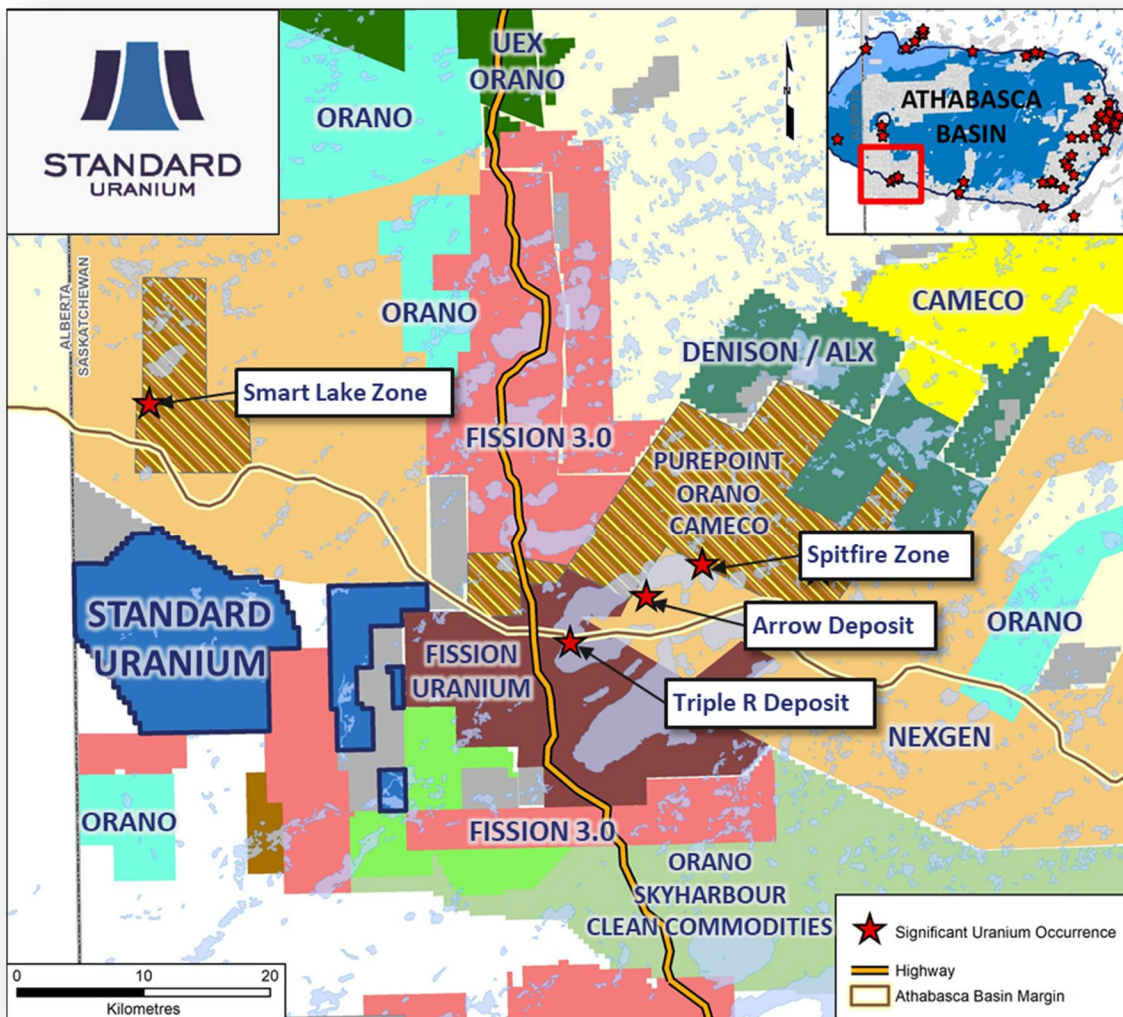 STANDARD
URANIUM
UEX
ORANO
ORANO
ATHABASCA
BASIN
N
ALBERTA
SASKATCHEWAN
ORANO
CAMECO
DENISON / ALX
Smart Lake Zone
FISSION 3.0
PUREPOINT
ORANO
CAMECO
Spitfire Zone
STANDARD
URANIUM
Arrow Deposit
ORANO
FISSION
URANIUM
Triple R Deposit
NEXGEN
ORANO
FISSION 3.0
ORANO
SKYHARBOUR
CLEAN COMMODITIES
0 10 20
Kilometres
Significant Uranium Occurrence
Highway
Athabasca Basin Margin